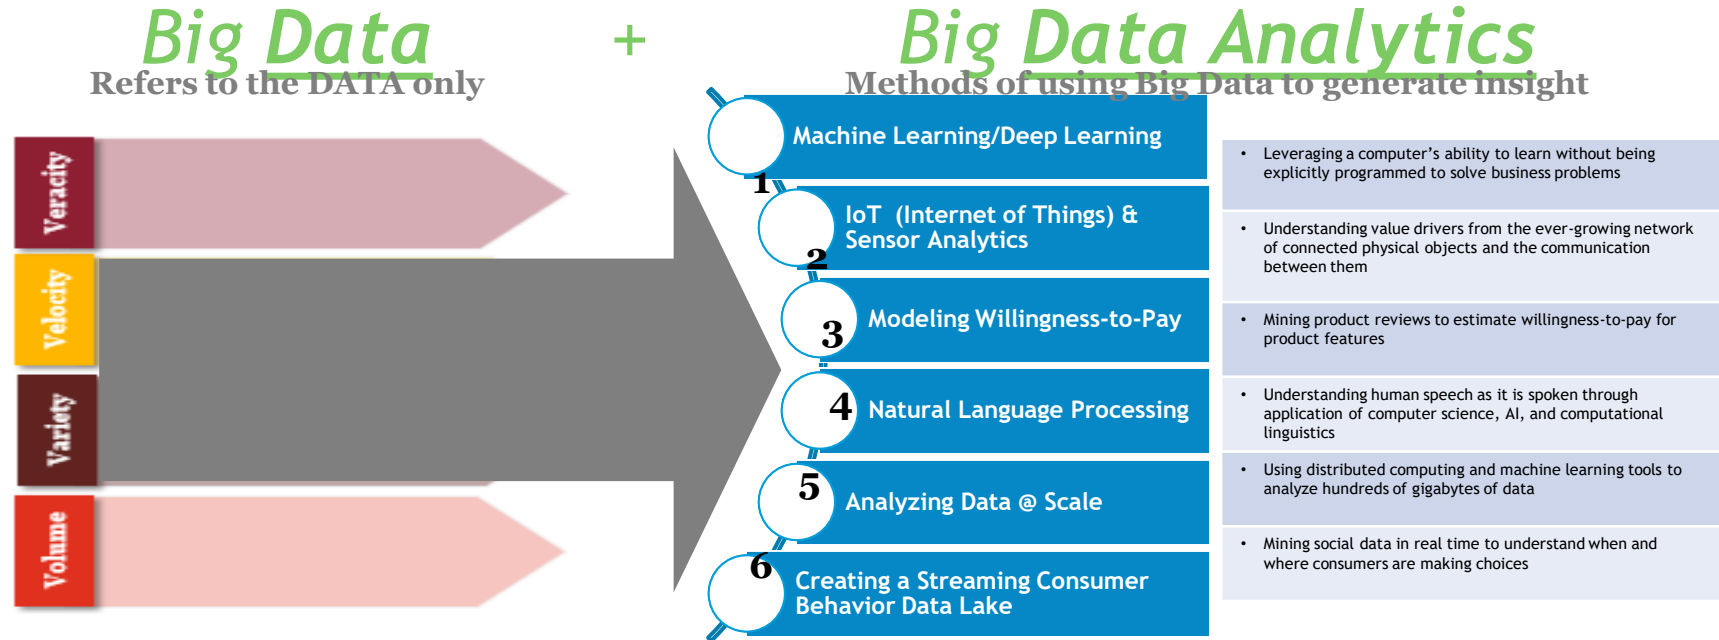 Big Data
+
Big Data Analytics
Refers to the DATA only
Methods of using Big Data to generate insight
Veracity
Velocity
Variety
Volume
1
Machine Learning/Deep Learning
• Leveraging a computer's ability to learn without being
explicitly programmed to solve business problems
2
IoT (Internet of Things) &
Sensor Analytics
• Understanding value drivers from the ever-growing network
of connected physical objects and the communication
between them
3
Modeling Willingness-to-Pay
• Mining product reviews to estimate willingness-to-pay for
product features
4
Natural Language Processing
• Understanding human speech as it is spoken through
application of computer science, AI, and computational
linguistics
5
Analyzing Data @ Scale
• Using distributed computing and machine learning tools to
analyze hundreds of gigabytes of data
6
Creating a Streaming Consumer
Behavior Data Lake
• Mining social data in real time to understand when and
where consumers are making choices